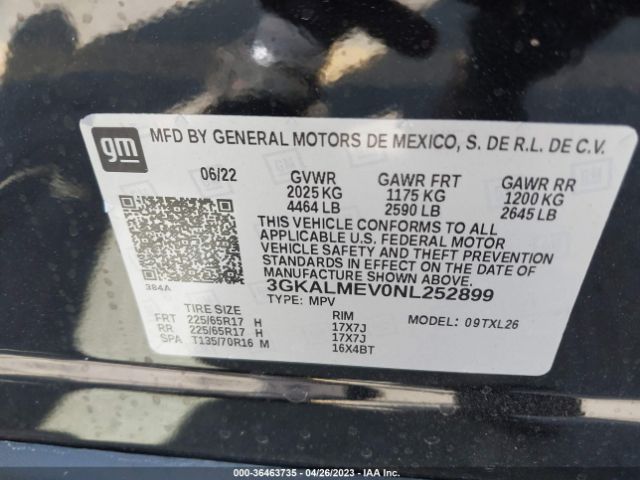 gm MFD BY GENERAL MOTORS DE MEXICO, S. DE R.L. DE C.V.
06/22 GVWR GAWR FRT GAWR RR
2025 KG 1175 KG 1200 KG
4464 LB 2590 LB 2645 LB
THIS VEHICLE CONFORMS TO ALL
APPLICABLE U.S. FEDERAL MOTOR
VEHICLE SAFETY AND THEFT PREVENTION
STANDARDS IN EFFECT ON THE DATE OF
MANUFACTURE SHOWN ABOVE.
384A 3GKALMEV0NL252899
TYPE: MPV
TIRE SIZE RIM MODEL: 09TXL26
FRT 225/65R17 H 17X7J
RR 225/65R17 H 17X7J
SPA T135/70R16 M 16X4BT
000-36463735 - 04/26/2023 - IAA Inc.